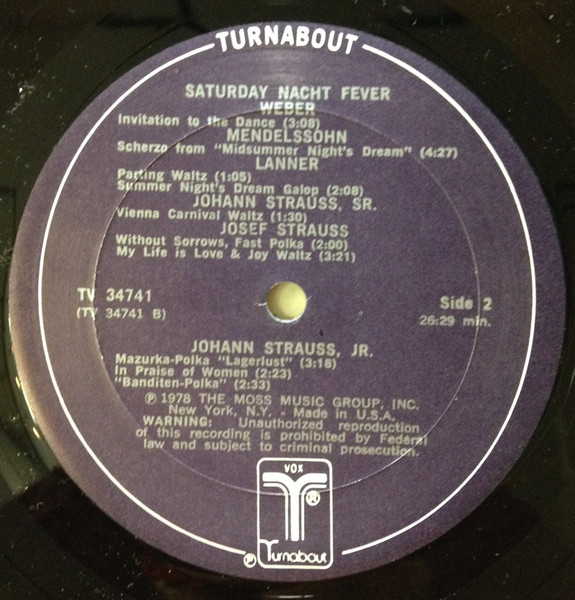 TURNABOUT
SATURDAY NACHT FEVER
WEBER
Invitation to the Dance (3:08)
MENDELSSOHN
Scherzo from "Midsummer Night's Dream" (4:27)
LANNER
Parting Waltz (1:05)
Summer Night's Dream Galop (2:08)
JOHANN STRAUSS, SR.
Vienna Carnival Waltz (1:30)
JOSEF STRAUSS
Without Sorrows, Fast Polka (2:00)
My Life is Love & Joy Waltz (3:21)
TV 34741
(TV 34741 B)
Side 2
26:29 min.
JOHANN STRAUSS, JR.
Mazurka-Polka "Lagerlust" (3:18)
In Praise of Women (2:23)
"Banditen-Polka" (2:33)
℗ 1978 THE MOSS MUSIC GROUP, INC.
New York, N.Y. - Made in U.S.A.
WARNING: Unauthorized reproduction
of this recording is prohibited by Federal
law and subject to criminal prosecution.
VOX
®
℗ Turnabout